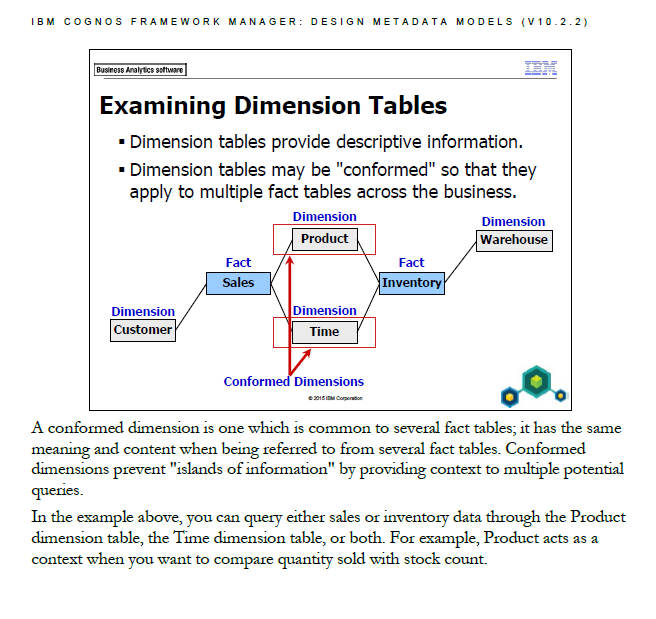 IBM COGNOS FRAMEWORK MANAGER: DESIGN METADATA MODELS (V10.2.2)
Business Analytics software
IBM
Examining Dimension Tables
▪ Dimension tables provide descriptive information.
▪ Dimension tables may be "conformed" so that they
apply to multiple fact tables across the business.
Dimension
Product
Dimension
Warehouse
Fact
Sales
Fact
Inventory
Dimension
Customer
Dimension
Time
Conformed Dimensions
© 2015 IBM Corporation
A conformed dimension is one which is common to several fact tables; it has the same
meaning and content when being referred to from several fact tables. Conformed
dimensions prevent "islands of information" by providing context to multiple potential
queries.
In the example above, you can query either sales or inventory data through the Product
dimension table, the Time dimension table, or both. For example, Product acts as a
context when you want to compare quantity sold with stock count.